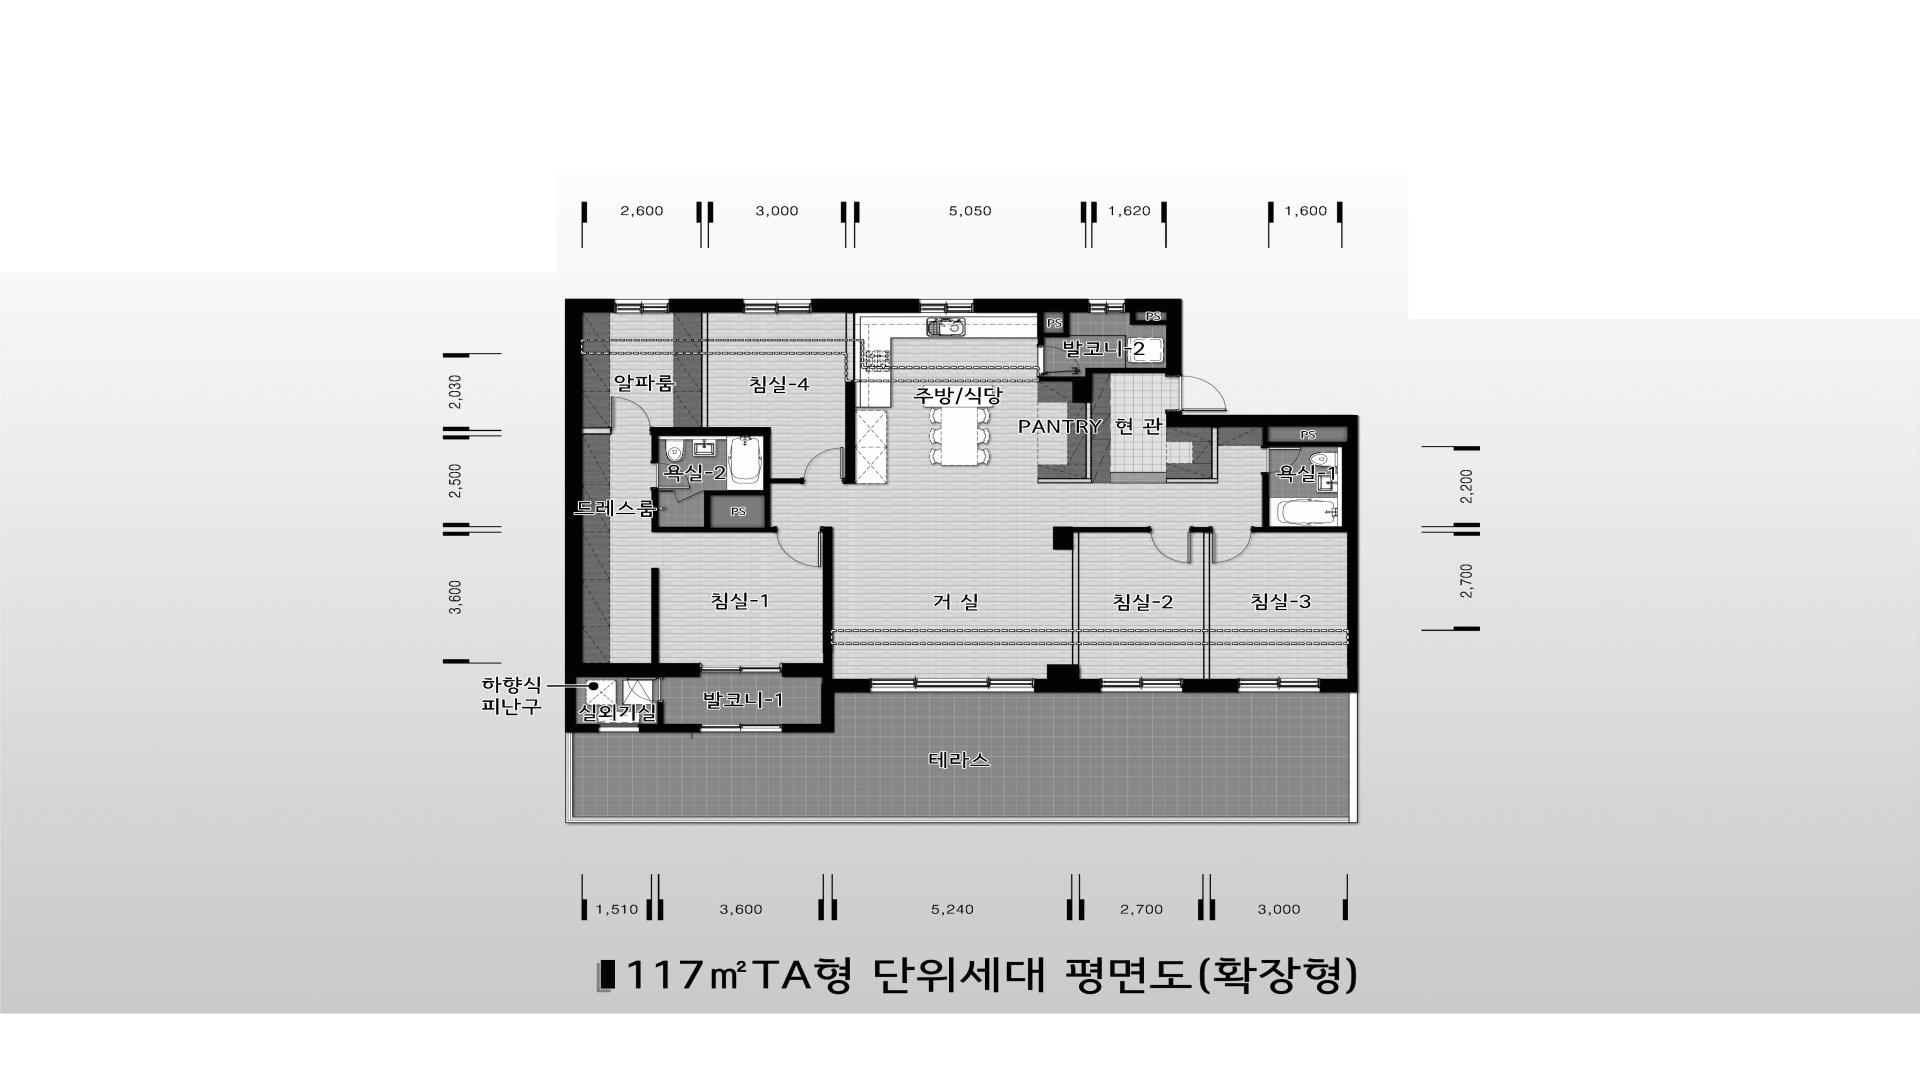 2,600 3,000 5,050 1,620 1,600
PS PS
발코니-2
2,030
알파룸 침실-4
주방/식당
PANTRY 현 관
PS
2,500
욕실-2 욕실-1
2,200
드레스룸 PS
3,600
2,700
침실-1 거 실 침실-2 침실-3
하향식
피난구
실외기실
발코니-1
테라스
1,510 3,600 5,240 2,700 3,000
117㎡TA형 단위세대 평면도(확장형)